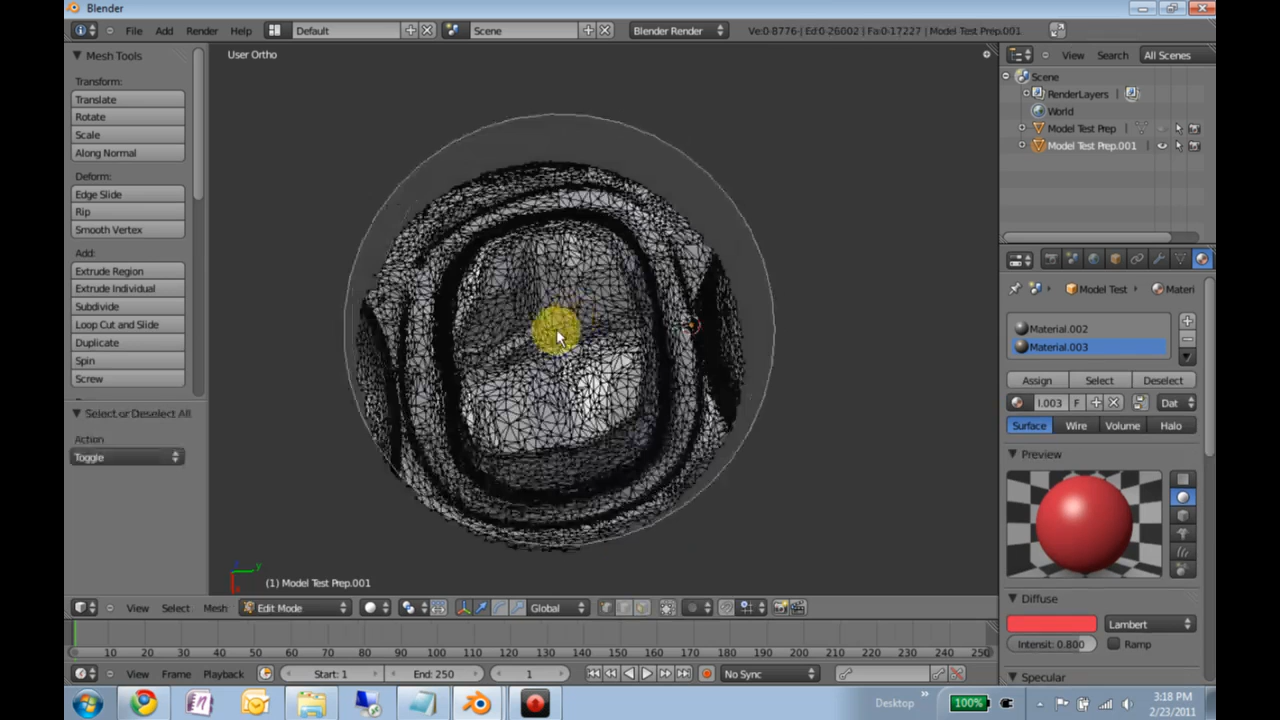 Blender
File Add Render Help Default Scene Blender Render Ve:0-8776-| Ed:0-26002 | Fa:0-17227 | Model Test Prep.001
Mesh Tools
Transform:
Translate
Rotate
Scale
Along Normal
Deform:
Edge Slide
Rip
Smooth Vertex
Add:
Extrude Region
Extrude Individual
Subdivide
Loop Cut and Slide
Duplicate
Spin
Screw
Select or Deselect All
Action
Toggle
User Ortho
y
(1) Model Test Prep.001
View Select Mesh Edit Mode Global
10 20 30 40 50 60 70 80 90 100 110 120 130 140 150 160 170 180 190 200 210 220 230 240 250
View Frame Playback Start: 1 End: 250 1 No Sync
View Search All Scenes
Scene
RenderLayers |
World
Model Test Prep |
Model Test Prep.001
Model Test Materi
Material.002
Material.003
Assign Select Deselect
I.003 F Dat
Surface Wire Volume Halo
Preview
Diffuse
Lambert
Intensit: 0.800 Ramp
Specular
Desktop » 100% 3:18 PM
2/23/2011